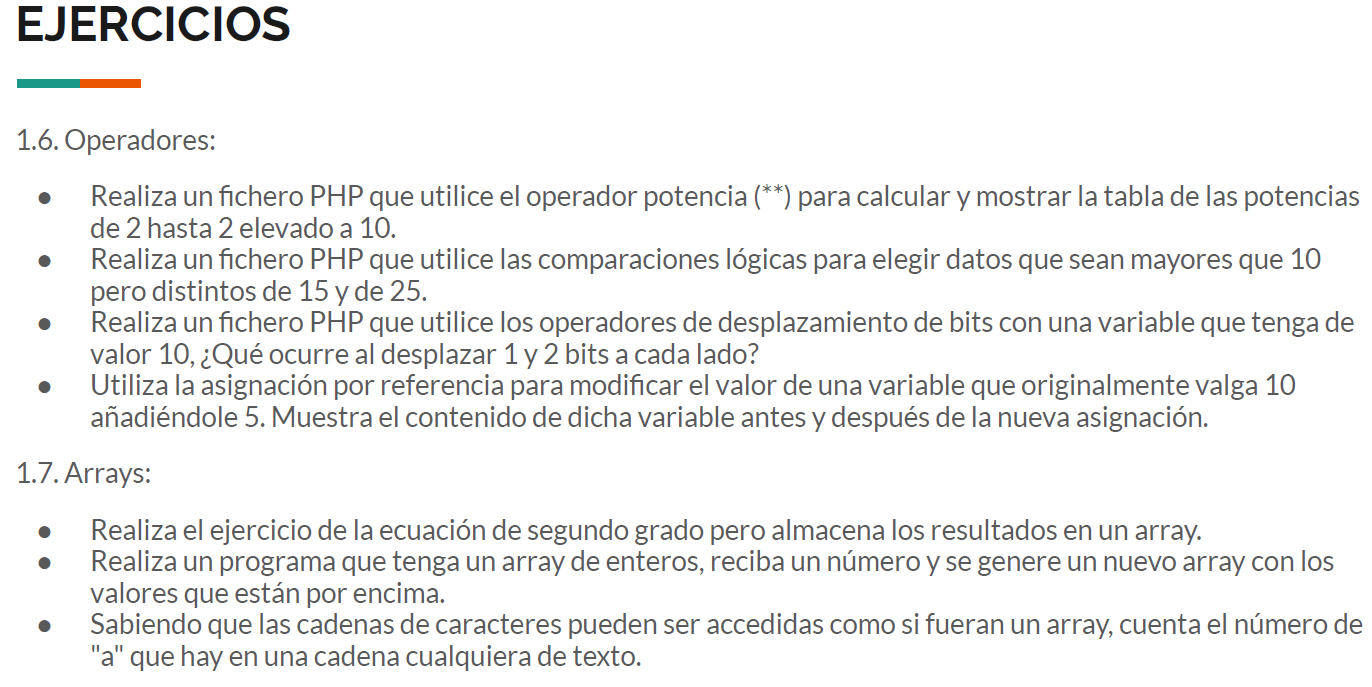 EJERCICIOS
1.6. Operadores:
● Realiza un fichero PHP que utilice el operador potencia (**) para calcular y mostrar la tabla de las potencias
de 2 hasta 2 elevado a 10.
● Realiza un fichero PHP que utilice las comparaciones lógicas para elegir datos que sean mayores que 10
pero distintos de 15 y de 25.
● Realiza un fichero PHP que utilice los operadores de desplazamiento de bits con una variable que tenga de
valor 10, ¿Qué ocurre al desplazar 1 y 2 bits a cada lado?
● Utiliza la asignación por referencia para modificar el valor de una variable que originalmente valga 10
añadiéndole 5. Muestra el contenido de dicha variable antes y después de la nueva asignación.
1.7. Arrays:
● Realiza el ejercicio de la ecuación de segundo grado pero almacena los resultados en un array.
● Realiza un programa que tenga un array de enteros, reciba un número y se genere un nuevo array con los
valores que están por encima.
● Sabiendo que las cadenas de caracteres pueden ser accedidas como si fueran un array, cuenta el número de
"a" que hay en una cadena cualquiera de texto.